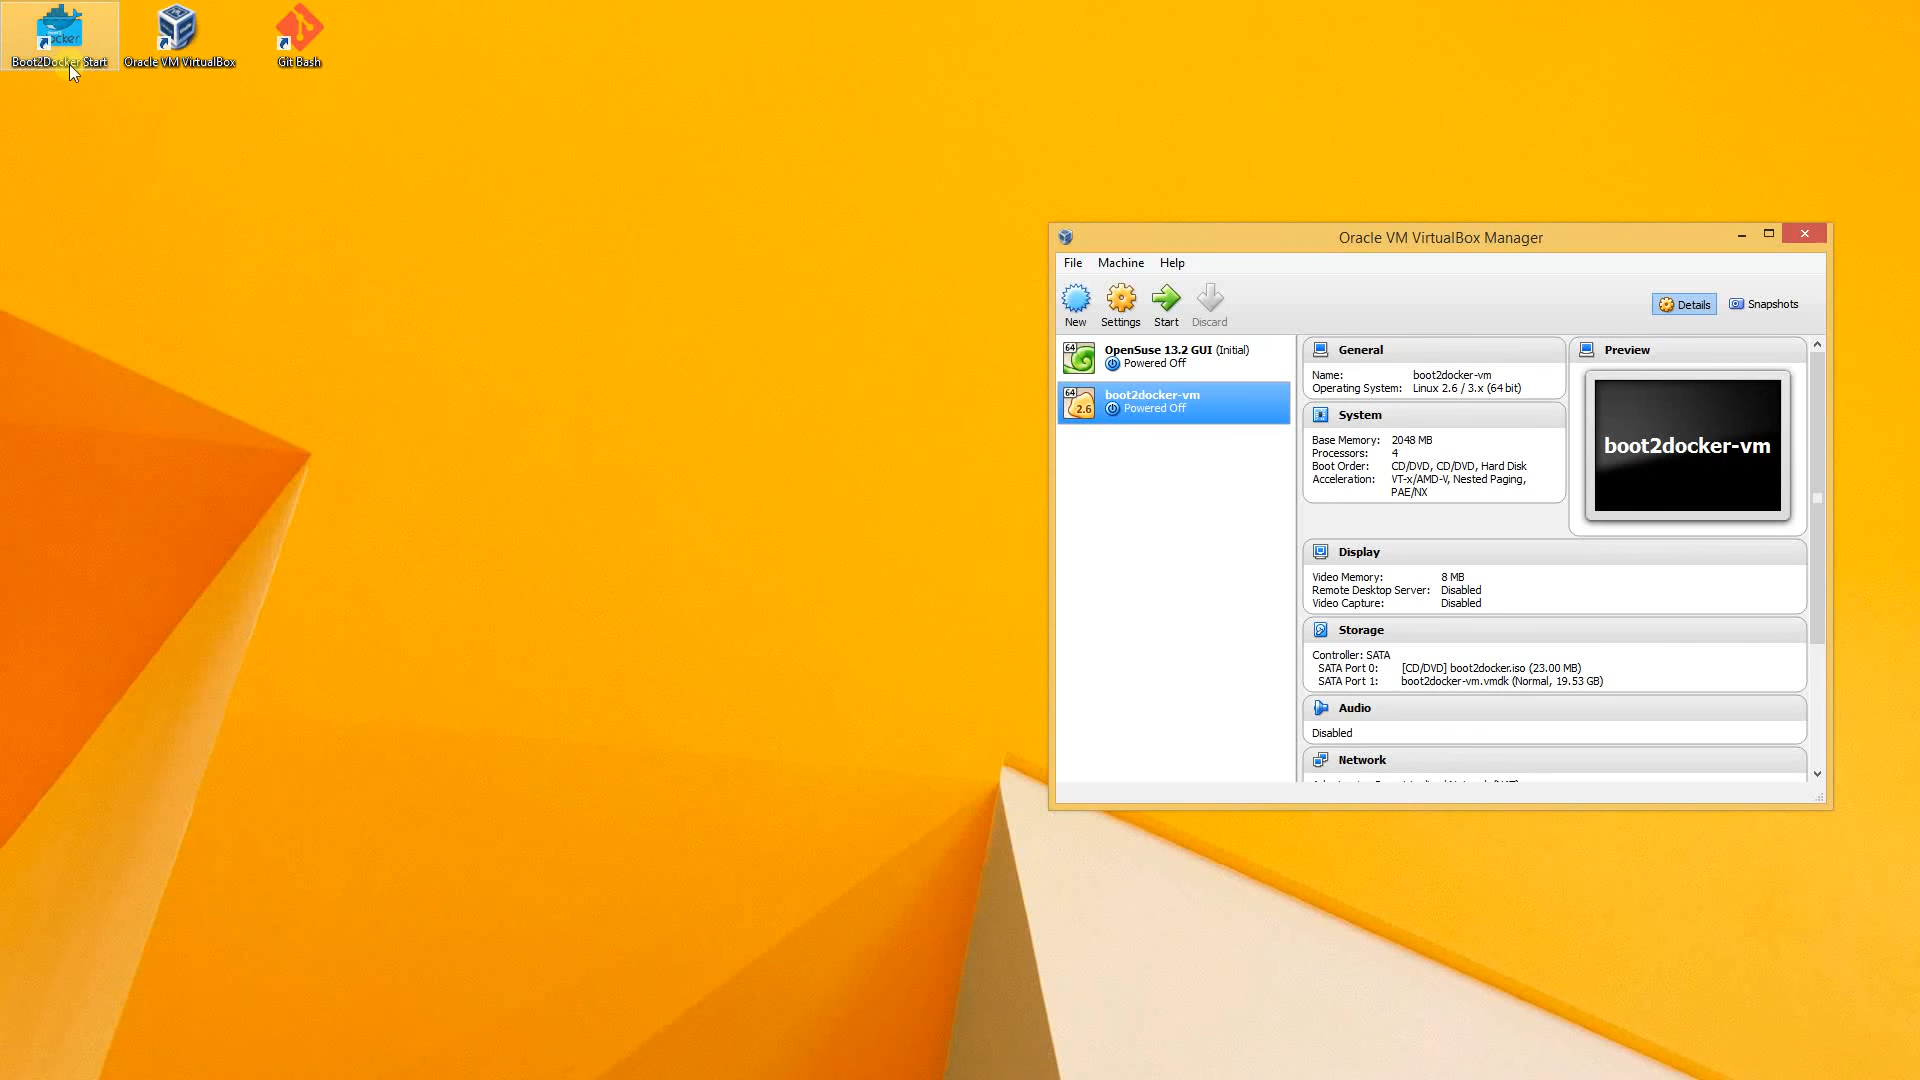 Boot2Docker Start
Oracle VM VirtualBox
Git Bash
Oracle VM VirtualBox Manager
File Machine Help
New Settings Start Discard
Details Snapshots
64
OpenSuse 13.2 GUI (Initial)
Powered Off
64
2.6
boot2docker-vm
Powered Off
General
Name: boot2docker-vm
Operating System: Linux 2.6 / 3.x (64 bit)
System
Base Memory: 2048 MB
Processors: 4
Boot Order: CD/DVD, CD/DVD, Hard Disk
Acceleration: VT-x/AMD-V, Nested Paging,
PAE/NX
Preview
boot2docker-vm
Display
Video Memory: 8 MB
Remote Desktop Server: Disabled
Video Capture: Disabled
Storage
Controller: SATA
SATA Port 0: [CD/DVD] boot2docker.iso (23.00 MB)
SATA Port 1: boot2docker-vm.vmdk (Normal, 19.53 GB)
Audio
Disabled
Network